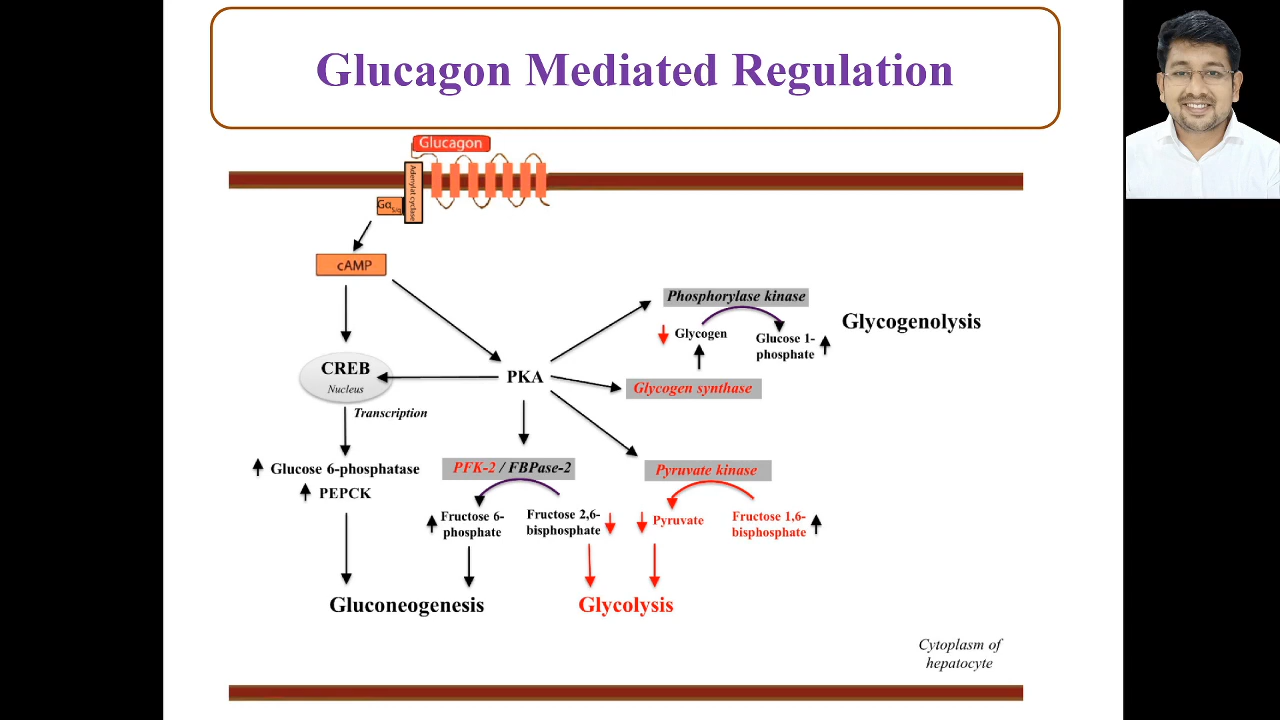 Glucagon Mediated Regulation
Glucagon
Adenylat cyclase
Gα
cAMP
Phosphorylase kinase
Glycogen
Glucose 1-
phosphate
Glycogenolysis
CREB
Nucleus
PKA
Glycogen synthase
Transcription
Glucose 6-phosphatase
PEPCK
PFK-2 / FBPase-2
Pyruvate kinase
Fructose 6-
phosphate
Fructose 2,6-
bisphosphate
Pyruvate
Fructose 1,6-
bisphosphate
Gluconeogenesis
Glycolysis
Cytoplasm of
hepatocyte